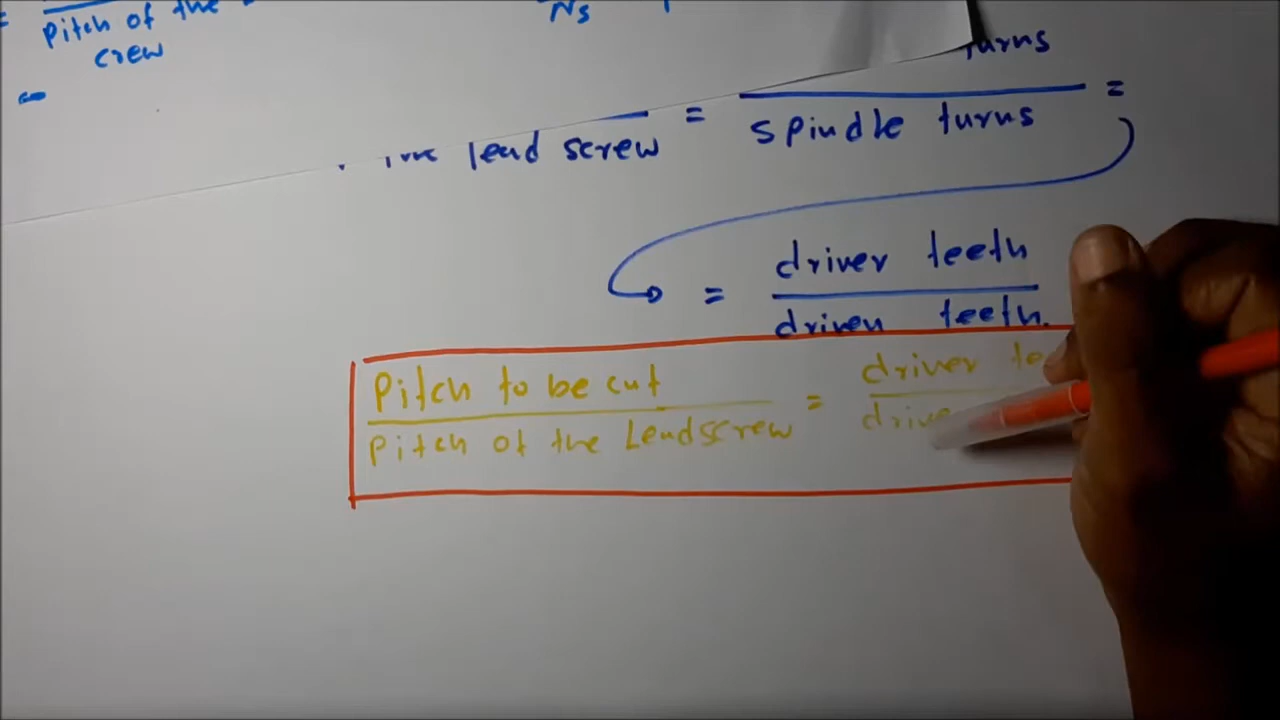 = Pitch of the
crew
Ns
turns
=
lead screw = spindle turns
= driver teeth
driven teeth.
Pitch to be cut = driver
Pitch of the Leadscrew